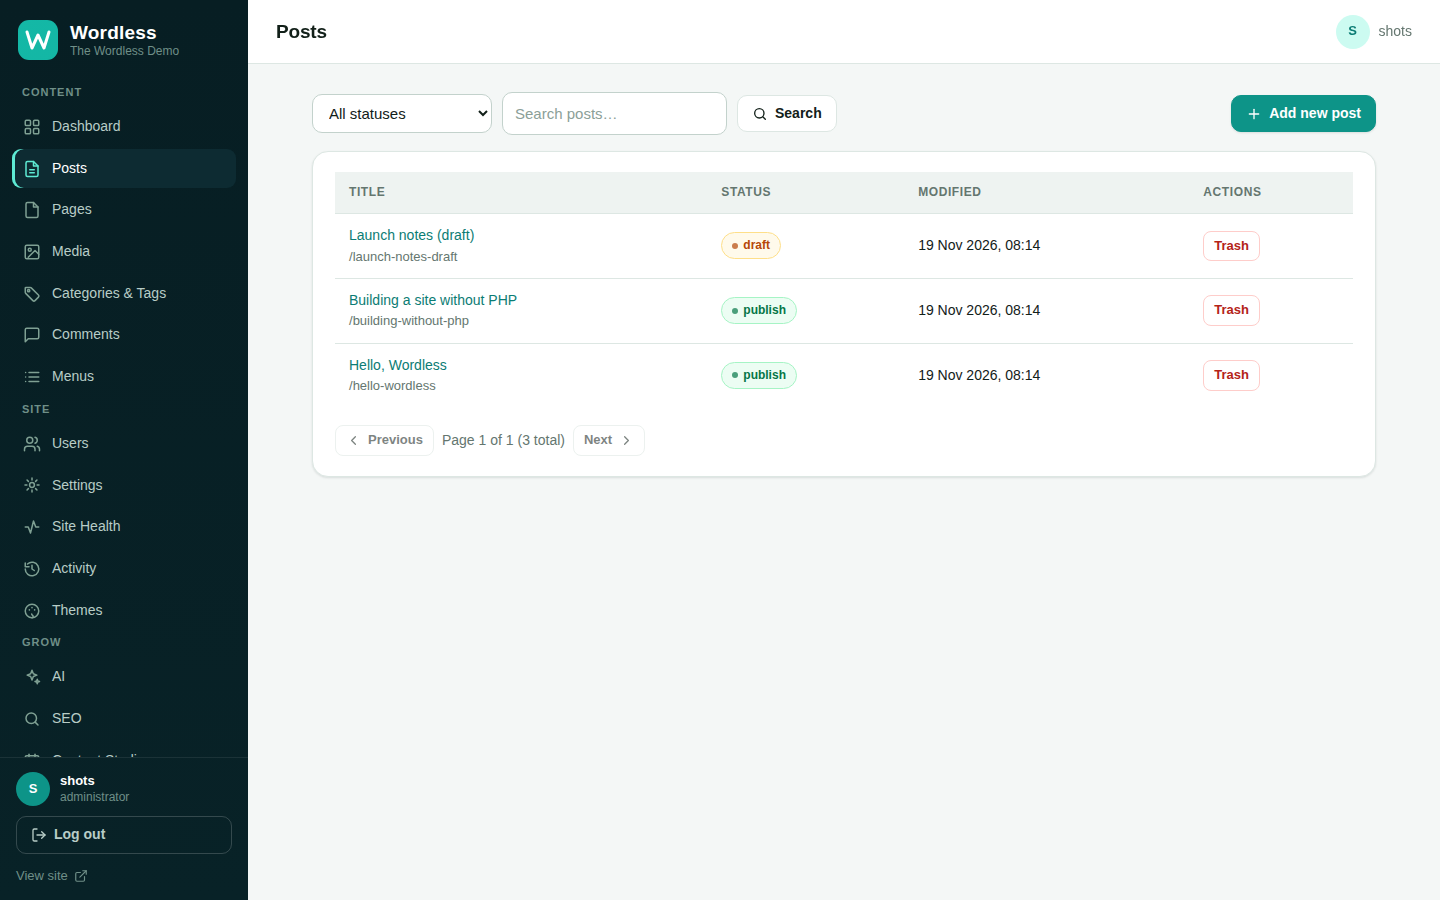 Wordless
The Wordless Demo
CONTENT
Dashboard
Posts
Pages
Media
Categories & Tags
Comments
Menus
SITE
Users
Settings
Site Health
Activity
Themes
GROW
AI
SEO
S
shots
administrator
Log out
View site
Posts
S shots
All statuses
Search posts…
Search
Add new post
TITLE STATUS MODIFIED ACTIONS
Launch notes (draft)
/launch-notes-draft
draft
19 Nov 2026, 08:14
Trash
Building a site without PHP
/building-without-php
publish
19 Nov 2026, 08:14
Trash
Hello, Wordless
/hello-wordless
publish
19 Nov 2026, 08:14
Trash
Previous Page 1 of 1 (3 total) Next